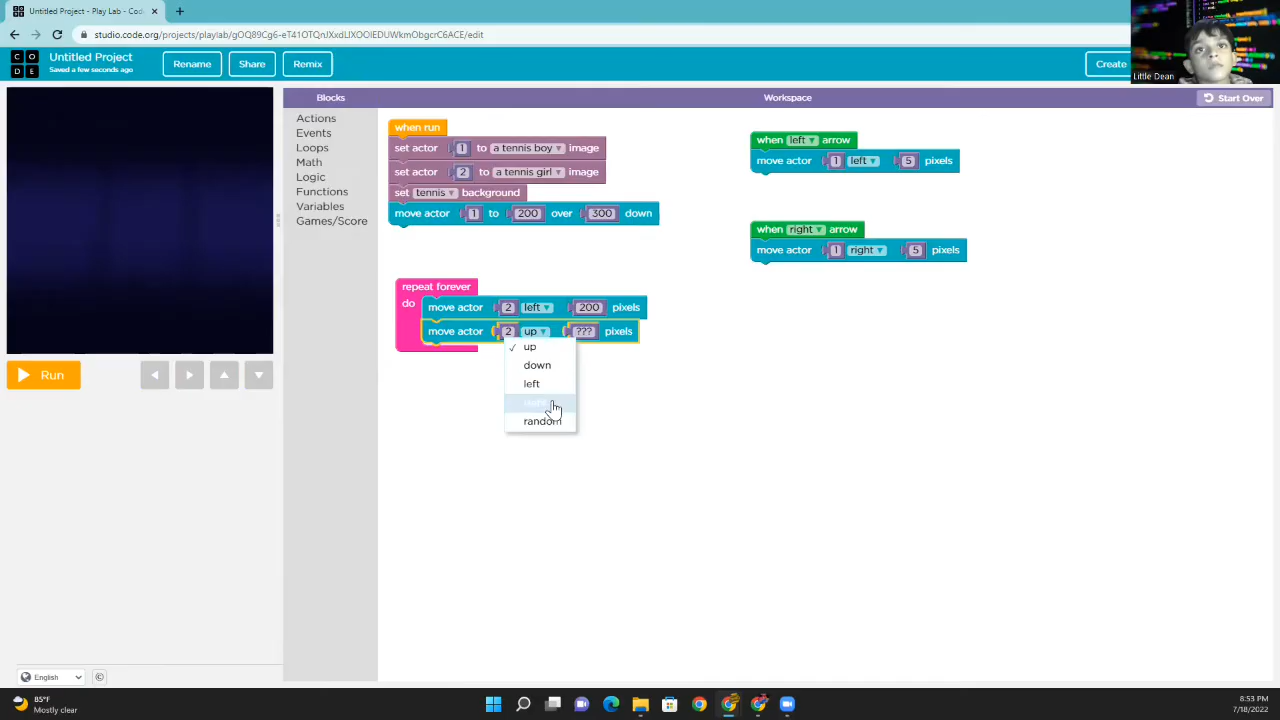 Untitled Project - Play Lab - Cod
studio.code.org/projects/playlab/gOQ89Cg6-eT41OTQnJXxdLIXOOiEDUWkmObgcrC6ACE/edit
C O
D E
Untitled Project
Saved a few seconds ago
Rename
Share
Remix
Create
Little Dean
Blocks
Workspace
Start Over
Actions
Events
Loops
Math
Logic
Functions
Variables
Games/Score
when run
set actor 1 to a tennis boy image
set actor 2 to a tennis girl image
set tennis background
move actor 1 to 200 over 300 down
when left arrow
move actor 1 left 5 pixels
when right arrow
move actor 1 right 5 pixels
repeat forever
do
move actor 2 left 200 pixels
move actor 2 up ??? pixels
up
down
left
random
Run
English
©
85°F
Mostly clear
8:53 PM
7/18/2022